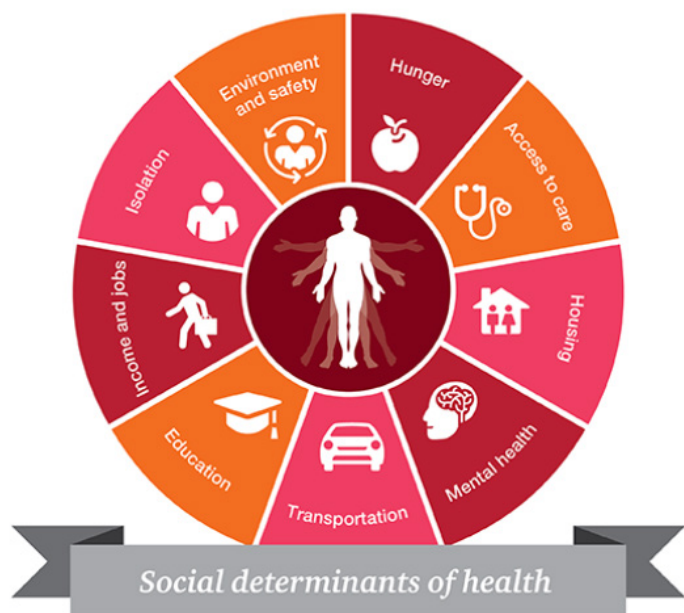 Environment
and safety
Hunger
Access to care
Housing
Mental health
Transportation
Education
Income and jobs
Isolation
Social determinants of health